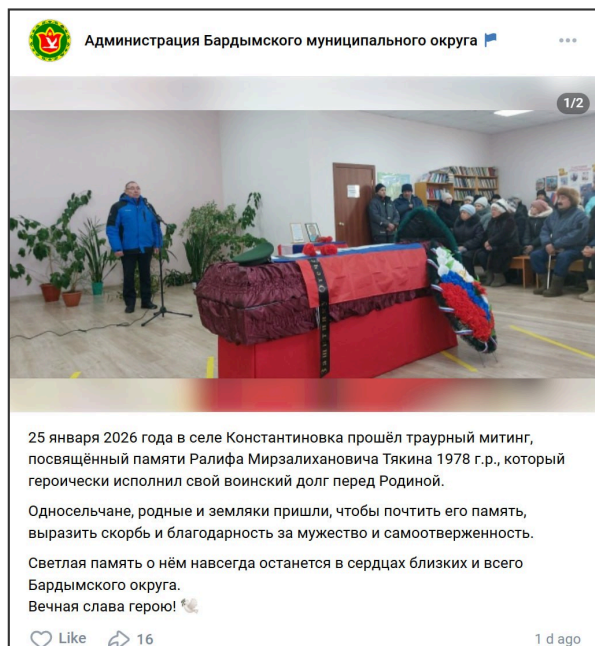 Администрация Бардымского муниципального округа
1/2
25 января 2026 года в селе Константиновка прошёл траурный митинг,
посвящённый памяти Ралифа Мирзалихановича Тякина 1978 г.р., который
героически исполнил свой воинский долг перед Родиной.
Односельчане, родные и земляки пришли, чтобы почтить его память,
выразить скорбь и благодарность за мужество и самоотверженность.
Светлая память о нём навсегда останется в сердцах близких и всего
Бардымского округа.
Вечная слава герою! 🕊
Like 16
1 d ago